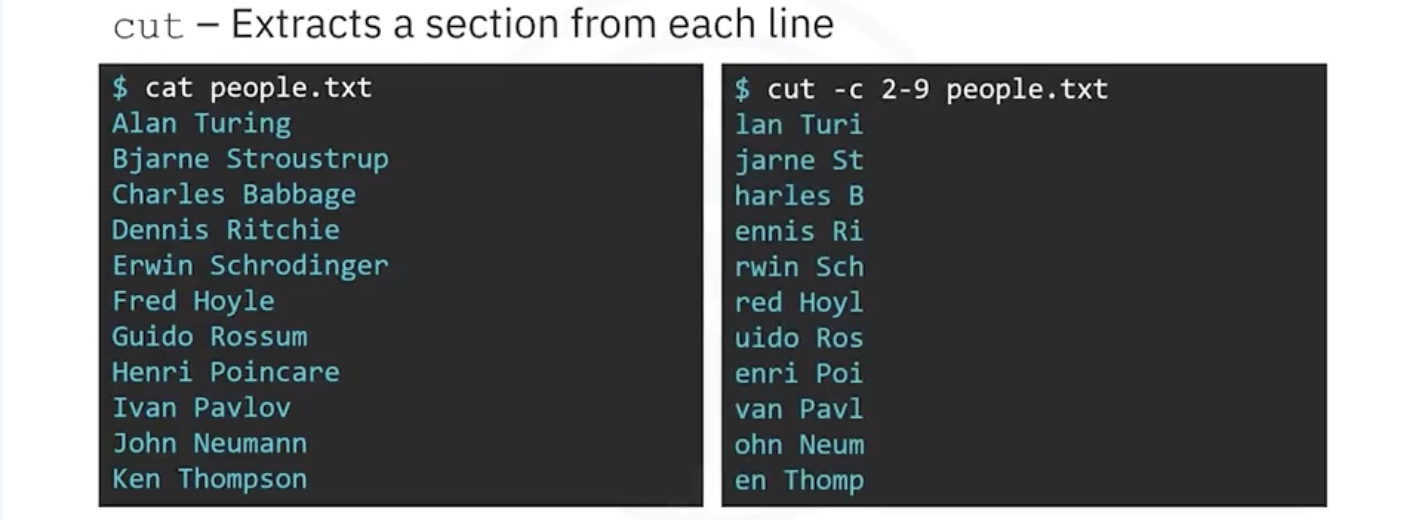 cut – Extracts a section from each line
$ cat people.txt
Alan Turing
Bjarne Stroustrup
Charles Babbage
Dennis Ritchie
Erwin Schrodinger
Fred Hoyle
Guido Rossum
Henri Poincare
Ivan Pavlov
John Neumann
Ken Thompson
$ cut -c 2-9 people.txt
lan Turi
jarne St
harles B
ennis Ri
rwin Sch
red Hoyl
uido Ros
enri Poi
van Pavl
ohn Neum
en Thomp